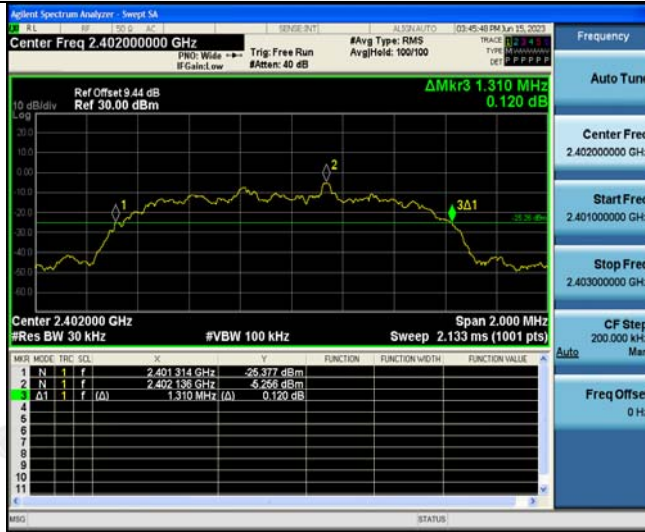 Agilent Spectrum Analyzer - Swept SA
RL RF 50 Ω AC SENSE:INT ALIGNAUTO 03:45:48 PM Jun 15, 2023
Center Freq 2.402000000 GHz
PNO: Wide
IFGain:Low
Trig: Free Run
#Atten: 40 dB
#Avg Type: RMS
Avg|Hold: 100/100
TRACE 1 2 3 4 5
TYPE
DET P P P P P P
Frequency
Ref Offset 9.44 dB
Ref 30.00 dBm
ΔMkr3 1.310 MHz
0.120 dB
10 dB/div
Log
20.0
10.0
0.00
-10.0
-20.0
-30.0
-40.0
-50.0
-60.0
1
2
3Δ1
-25.26 dBm
Center 2.402000 GHz
#Res BW 30 kHz
#VBW 100 kHz
Span 2.000 MHz
Sweep 2.133 ms (1001 pts)
MKR MODE TRC SCL X Y FUNCTION FUNCTION WIDTH FUNCTION VALUE
1 N 1 f 2.401 314 GHz -25.377 dBm
2 N 1 f 2.402 136 GHz -5.256 dBm
3 Δ1 1 f (Δ) 1.310 MHz (Δ) 0.120 dB
4
5
6
7
8
9
10
11
MSG STATUS
Auto Tune
Center Freq
2.402000000 GHz
Start Freq
2.401000000 GHz
Stop Freq
2.403000000 GHz
CF Step
200.000 kHz
Auto Man
Freq Offset
0 Hz